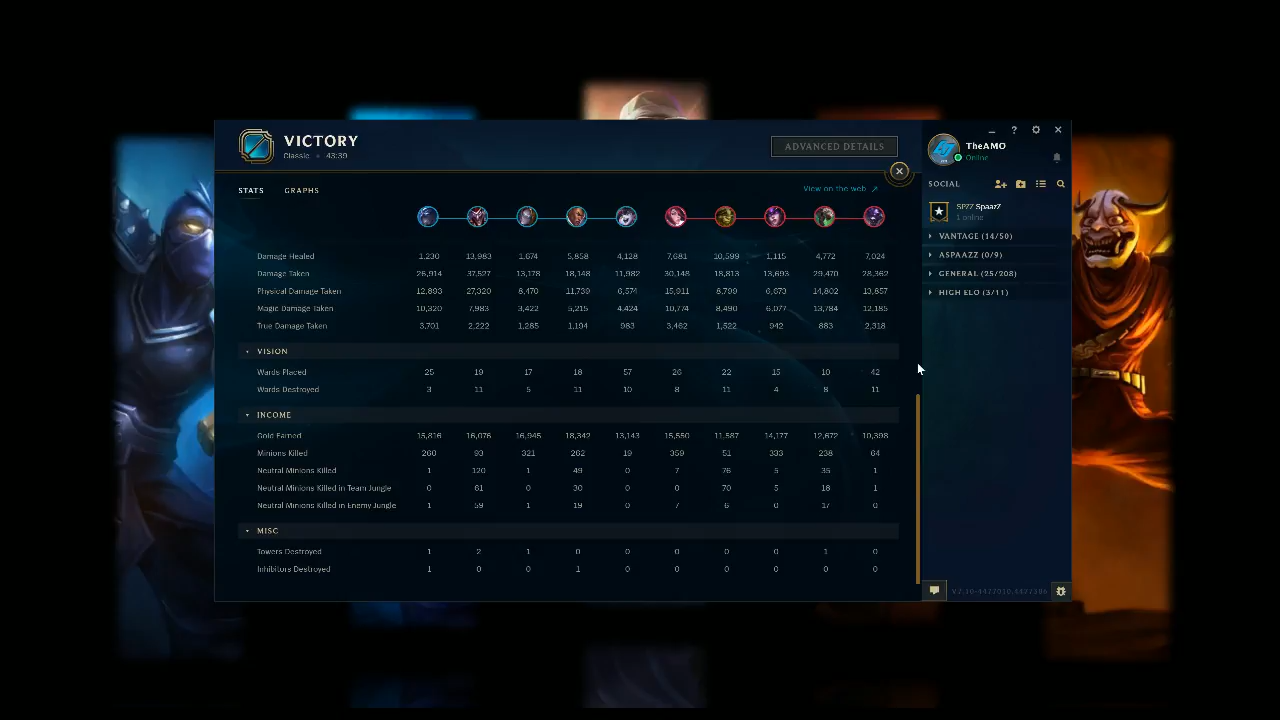 VICTORY
Classic • 43:39
ADVANCED DETAILS
STATS GRAPHS
View on the web
Damage Healed 1,230 13,983 1,674 5,858 4,128 7,681 10,599 1,115 4,772 7,024
Damage Taken 26,914 37,527 13,178 18,148 11,982 30,148 18,813 13,693 29,470 28,362
Physical Damage Taken 12,893 27,320 8,470 11,739 6,574 15,911 8,799 6,673 14,802 13,857
Magic Damage Taken 10,320 7,983 3,422 5,215 4,424 10,774 8,490 6,077 13,784 12,185
True Damage Taken 3,701 2,222 1,285 1,194 983 3,462 1,522 942 883 2,318
VISION
Wards Placed 25 19 17 18 57 20 22 15 10 42
Wards Destroyed 3 11 5 11 10 8 11 4 8 11
INCOME
Gold Earned 15,816 16,076 16,945 18,342 13,143 15,550 11,587 14,177 12,672 10,398
Minions Killed 260 93 321 262 19 359 51 333 238 64
Neutral Minions Killed 1 120 1 49 0 7 76 5 35 1
Neutral Minions Killed in Team Jungle 0 61 0 30 0 0 70 5 18 1
Neutral Minions Killed in Enemy Jungle 1 59 1 19 0 7 6 0 17 0
MISC
Towers Destroyed 1 2 1 0 0 0 0 0 1 0
Inhibitors Destroyed 1 0 0 1 0 0 0 0 0 0
TheAMO
Online
SOCIAL
SPZZ SpaazZ
1 online
VANTAGE (14/50)
ASPAAZZ (0/9)
GENERAL (25/208)
HIGH ELO (3/11)